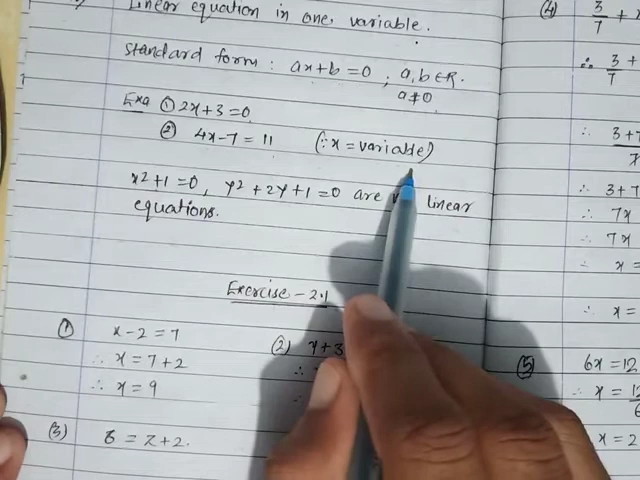 Linear equation in one variable.
Standard form : ax+b=0 ; a,b ∈ R.
a≠0
Exa ① 2x+3=0
② 4x-7=11 (∵x=variable)
x2+1=0, y2+2y+1=0 are linear
equations.
Exercise-2.1
① x-2=7
∴ x=7+2
∴ x=9
(2) y+3
(3) 6=z+2.
(4) 3/7 +
∴ 3+
7
∴ 3+7
∴ 3+7
∴ 7x
∴ 7x
∴ x=
∴ x=
(5) 6x=12
∴ x=12
6
x=2